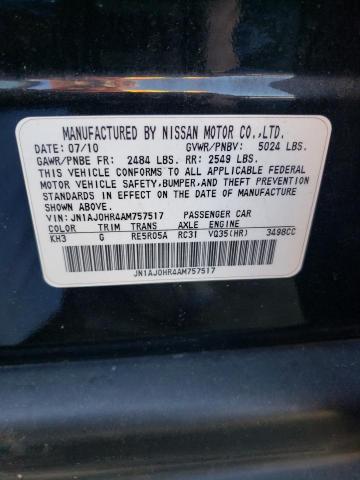 MANUFACTURED BY NISSAN MOTOR CO.,LTD.
DATE: 07/10 GVWR/PNBV: 5024 LBS.
GAWR/PNBE FR: 2484 LBS. RR: 2549 LBS.
THIS VEHICLE CONFORMS TO ALL APPLICABLE FEDERAL
MOTOR VEHICLE SAFETY, BUMPER, AND THEFT PREVENTION
STANDARDS IN EFFECT ON THE DATE OF MANUFACTURE
SHOWN ABOVE.
VIN: JN1AJ0HR4AM757517 PASSENGER CAR
COLOR TRIM TRANS AXLE ENGINE
KH3 G RE5R05A RC31 VQ35(HR) 3498CC
JN1AJ0HR4AM757517